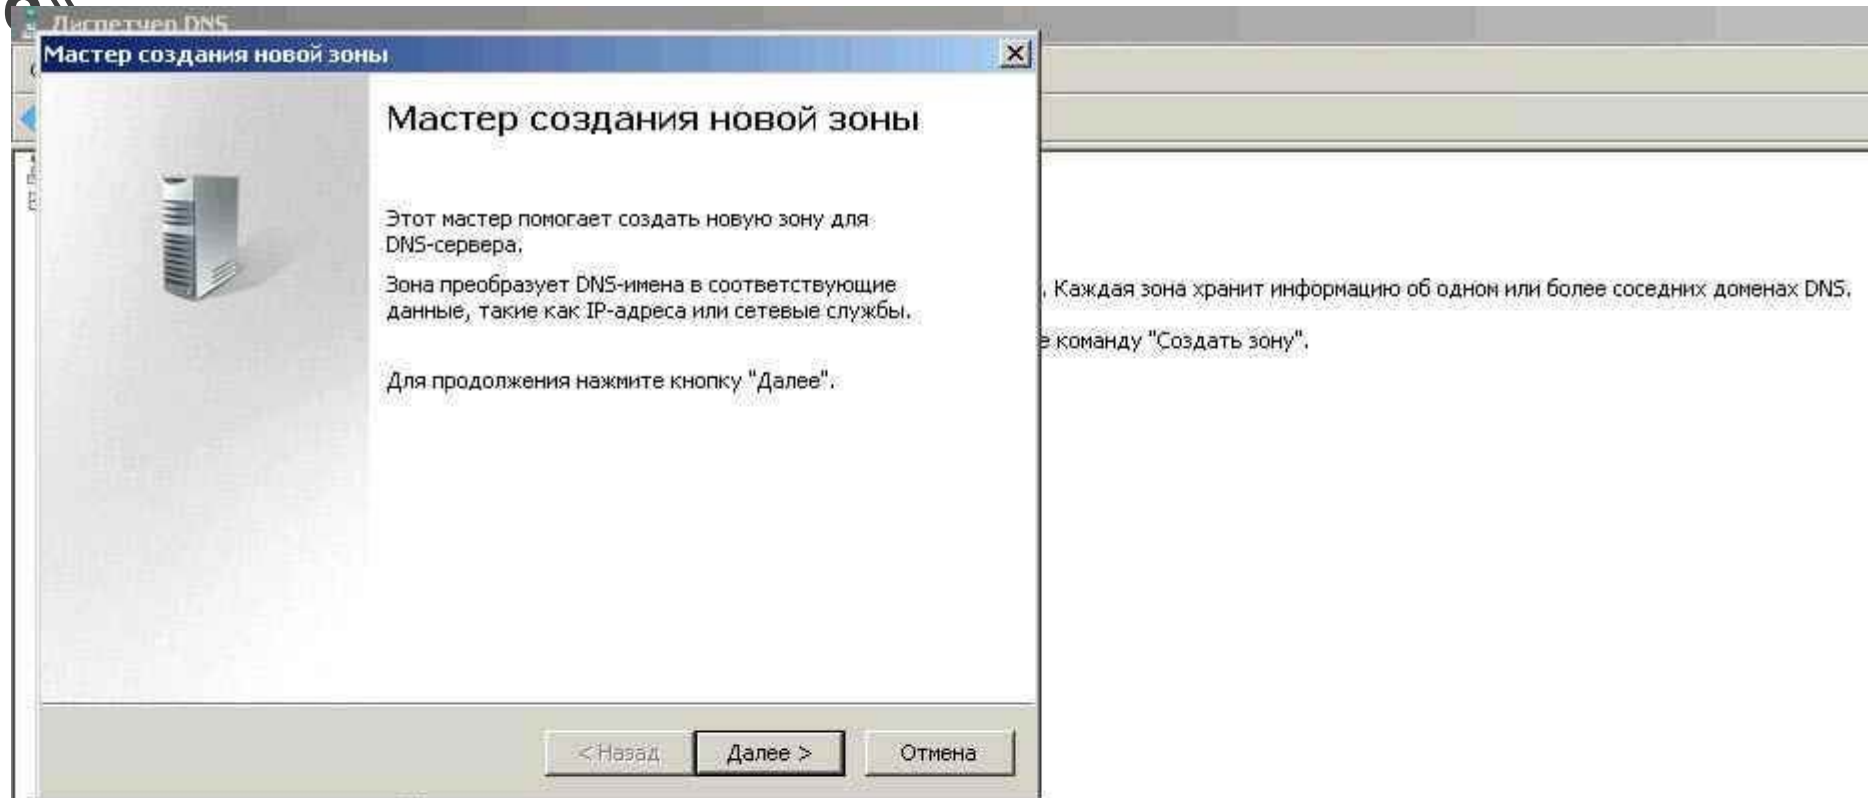 Диспетчер DNS
Мастер создания новой зоны
Мастер создания новой зоны
Этот мастер помогает создать новую зону для
DNS-сервера.
Зона преобразует DNS-имена в соответствующие
данные, такие как IP-адреса или сетевые службы.
Для продолжения нажмите кнопку "Далее".
. Каждая зона хранит информацию об одном или более соседних доменах DNS.
команду "Создать зону".
< Назад
Далее >
Отмена